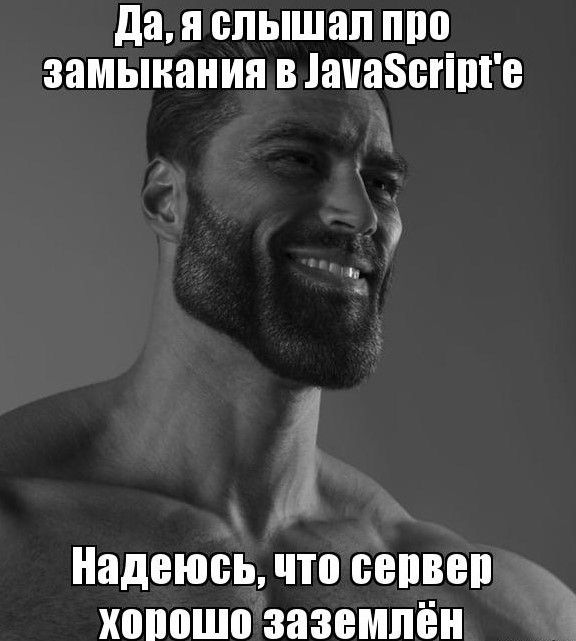 Да, я слышал про
замыкания в JavaScript'е
Надеюсь, что сервер
хорошо заземлён